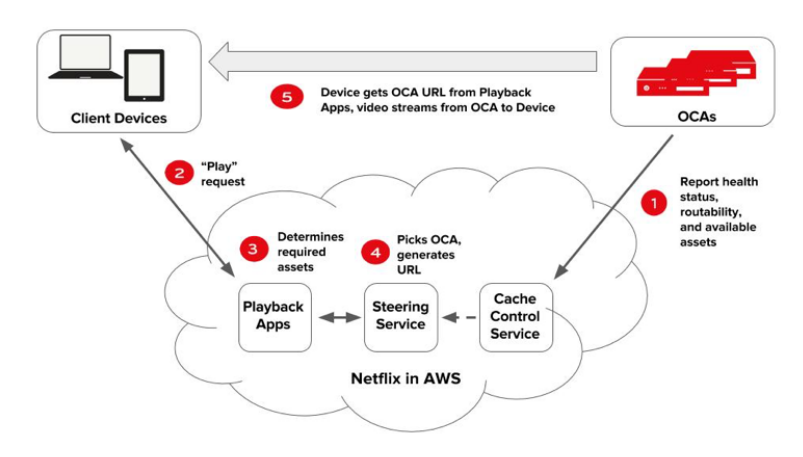 Client Devices
OCAs
5
Device gets OCA URL from Playback
Apps, video streams from OCA to Device
2
“Play”
request
1
Report health
status,
routability,
and available
assets
3
Determines
required
assets
4
Picks OCA,
generates
URL
Playback
Apps
Steering
Service
Cache
Control
Service
Netflix in AWS